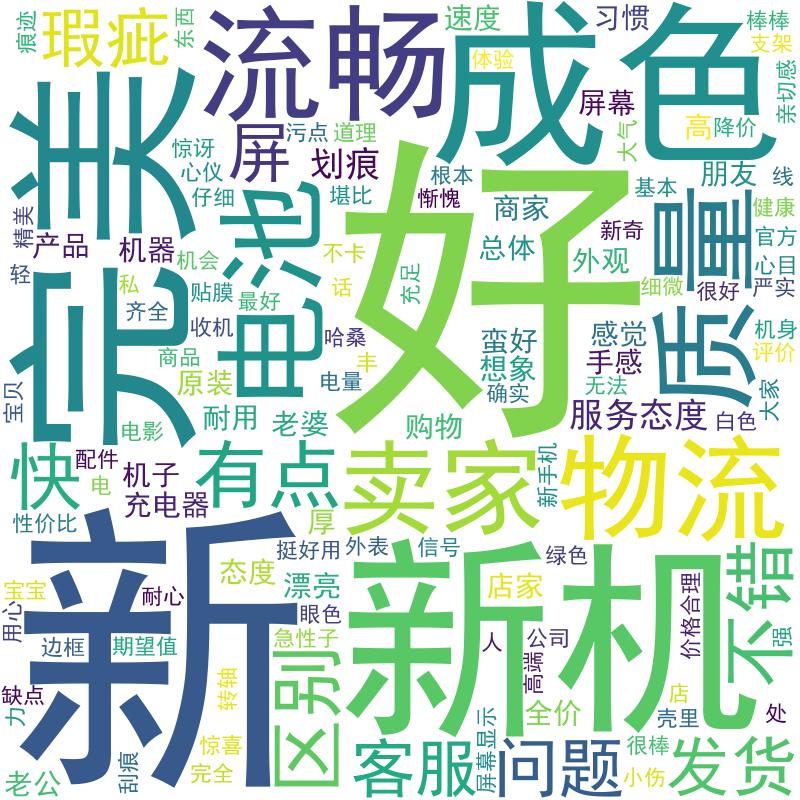 痕迹
瑕疵
东西
流畅
成色
速度
体验
习惯
棒棒
支架
亲切感
完美
屏
污点
道理
屏幕
高
降价
大气
惊讶
心仪
仔细
划痕
堪比
根本
惭愧
朋友
基本
线
好
商家
新奇
质量
健康
官方
心目
严实
精美
产品
机器
机会
私
贴膜
齐全
收机
最好
电池
不卡
话
充足
总体
外观
细微
很好
哈桑
丰
蛮好
感觉
手感
机身
评价
商品
原装
电量
想象
确实
无法
大家
宝贝
电影
耐用
老婆
购物
服务态度
白色
快
配件
电
机子
充电器
有点
卖家
新手机
物流
性价比
厚
挺好用
外表
信号
绿色
不错
新
新机
宝宝
用心
耐心
态度
漂亮
眼色
店家
价格合理
强
边框
期望值
急性子
人
公司
高端
缺点
力
转轴
区别
全价
店
壳里
处
老公
刮痕
惊喜
完全
客服
屏幕显示
问题
很棒
小伤
发货